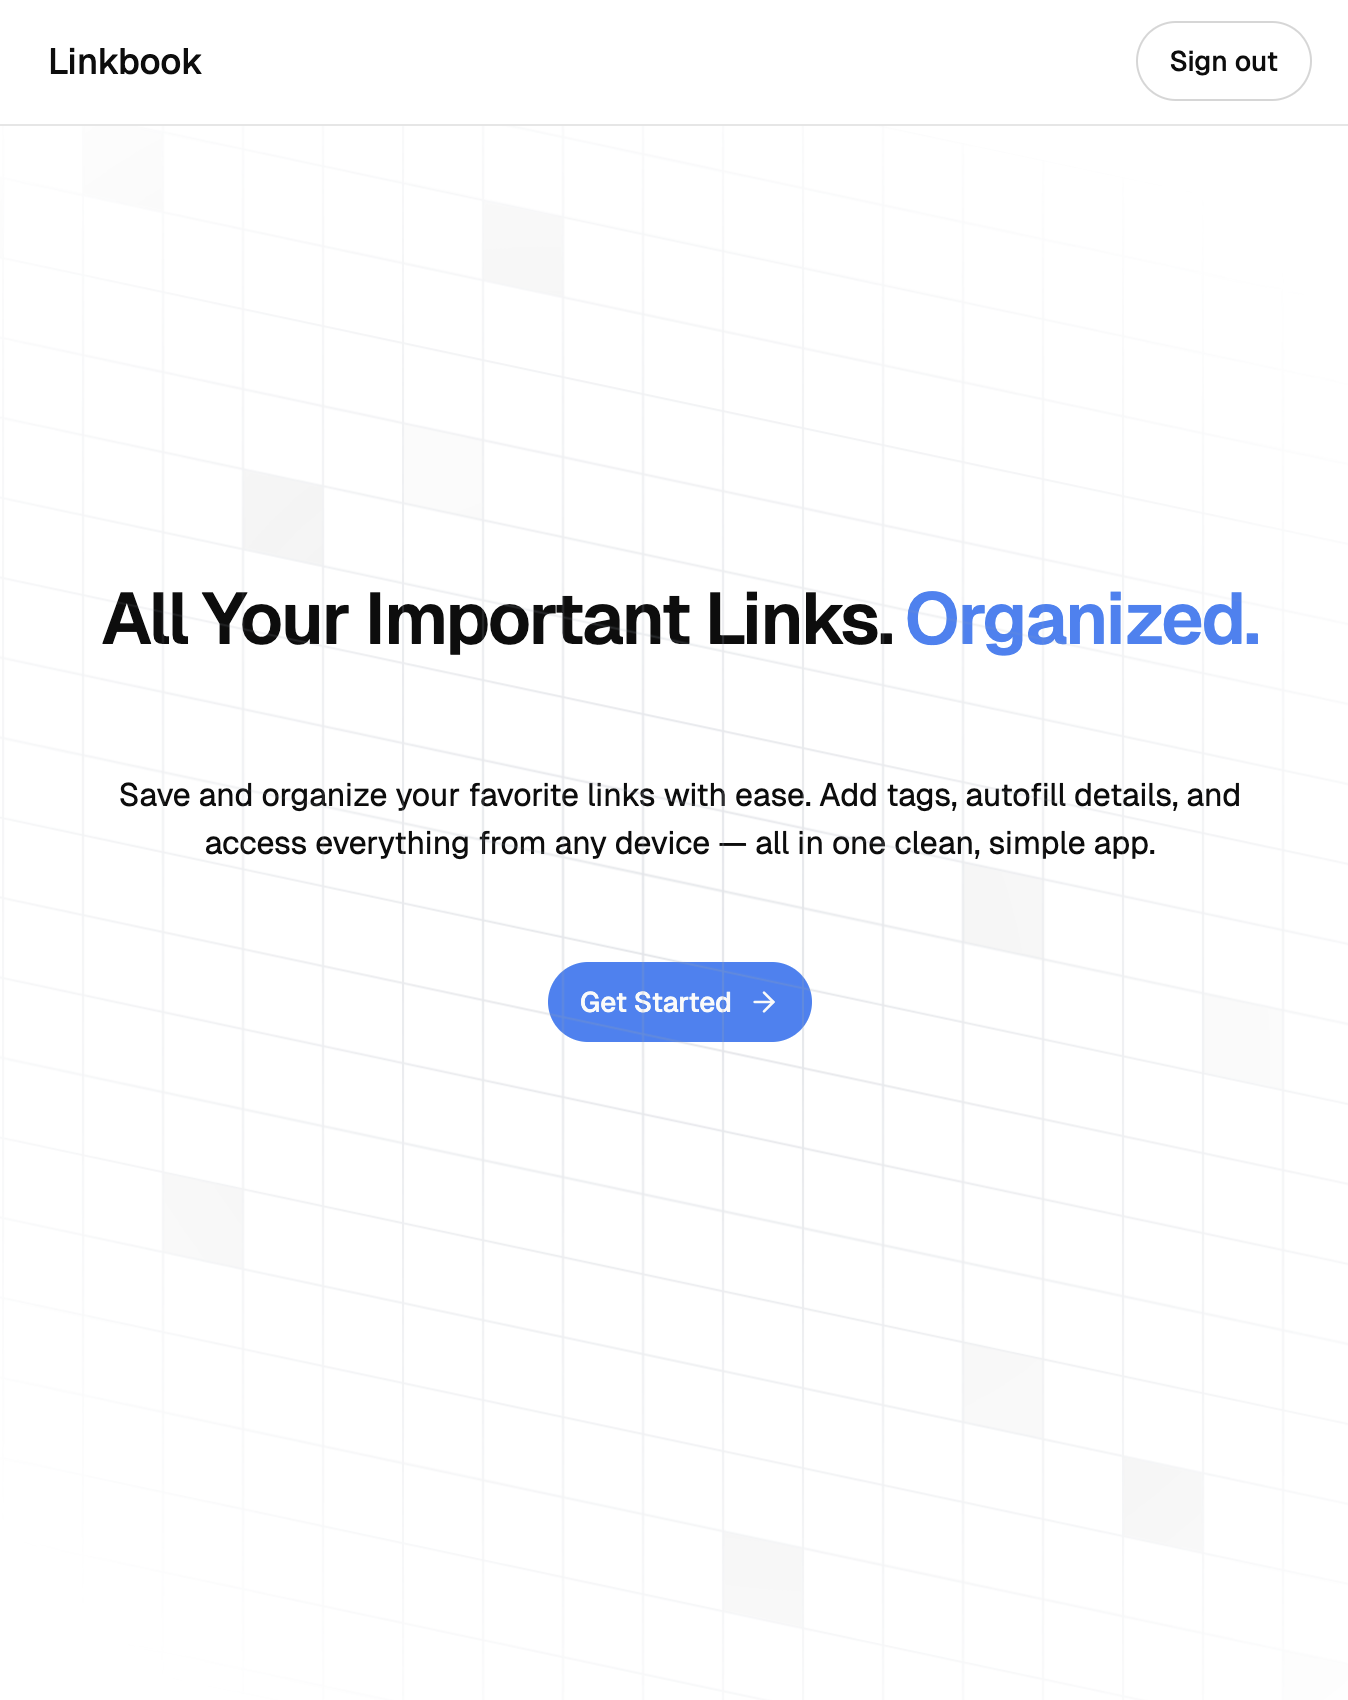 Linkbook
Sign out
All Your Important Links. Organized.
Save and organize your favorite links with ease. Add tags, autofill details, and
access everything from any device — all in one clean, simple app.
Get Started